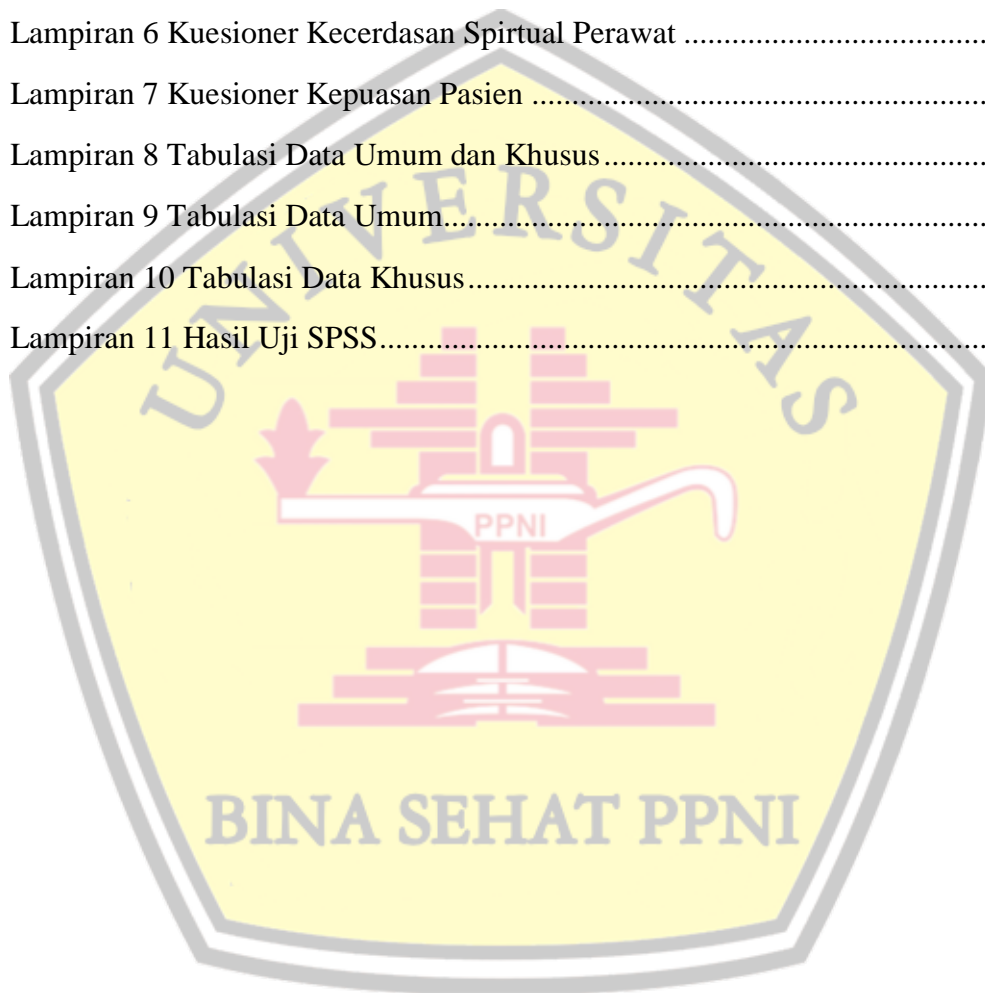 Lampiran 6 Kuesioner Kecerdasan Spirtual Perawat ........................................
Lampiran 7 Kuesioner Kepuasan Pasien ............................................................
Lampiran 8 Tabulasi Data Umum dan Khusus ..................................................
Lampiran 9 Tabulasi Data Umum.......................................................................
Lampiran 10 Tabulasi Data Khusus....................................................................
Lampiran 11 Hasil Uji SPSS................................................................................
UNIVERSITAS
PPNI
BINA SEHAT PPNI